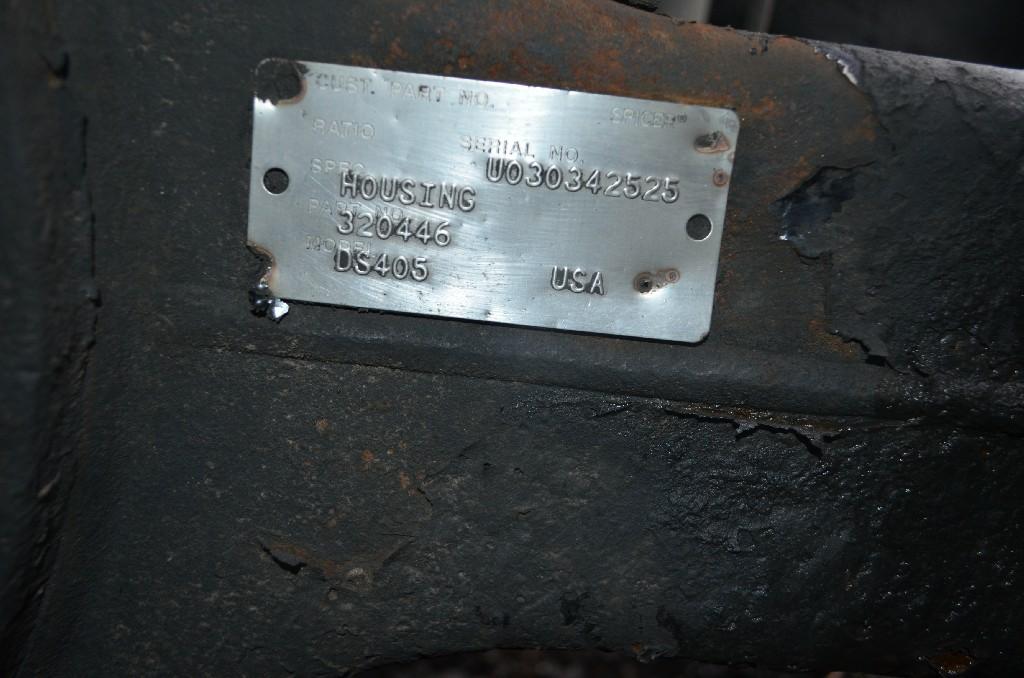 CUST. PART NO.
SPICER®
RATIO
SERIAL NO.
U030342525
SPEC.
HOUSING
PART NO.
320446
MODEL
DS405
USA